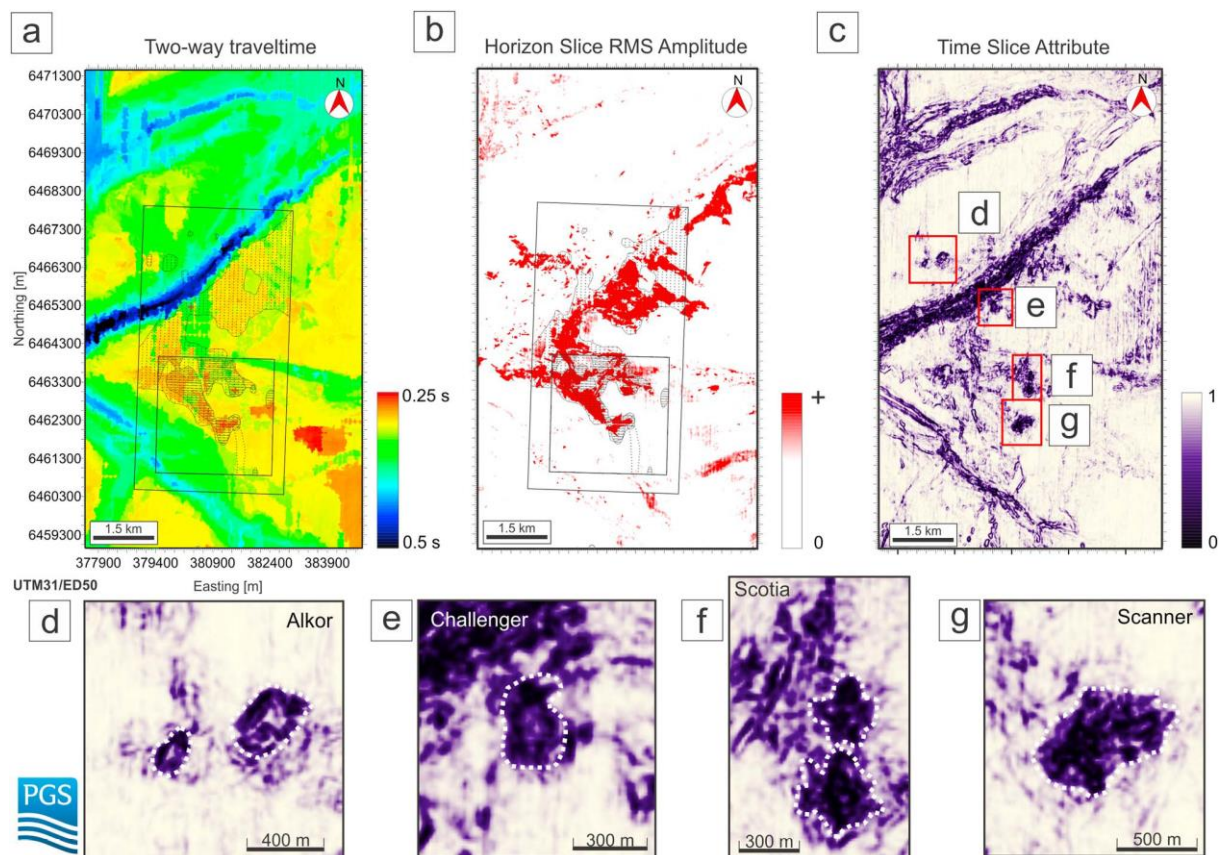 a
Two-way traveltime
b
Horizon Slice RMS Amplitude
c
Time Slice Attribute
6471300
6470300
6469300
6468300
6467300
6466300
6465300
6464300
6463300
6462300
6461300
6460300
6459300
Northing [m]
N
1.5 km
377900 379400 380900 382400 383900
Easting [m]
UTM31/ED50
0.25 s
0.5 s
N
1.5 km
+
0
N
d
e
f
g
1.5 km
1
0
d
Alkor
400 m
e
Challenger
300 m
f
Scotia
300 m
g
Scanner
500 m
PGS